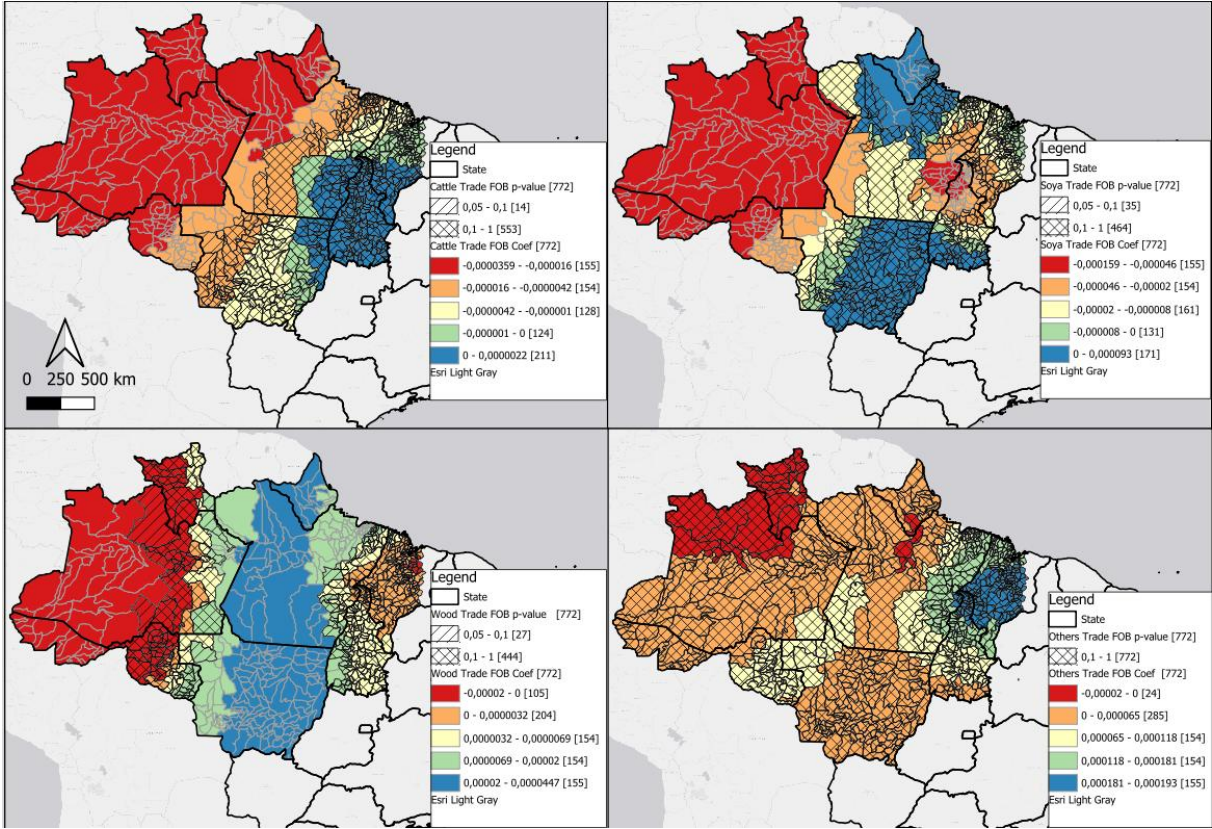 Legend
State
Cattle Trade FOB p-value [772]
0,05 - 0,1 [14]
0,1 - 1 [553]
Cattle Trade FOB Coef [772]
-0,0000359 - -0,000016 [155]
-0,000016 - -0,0000042 [154]
-0,0000042 - -0,000001 [128]
-0,000001 - 0 [124]
0 - 0,0000022 [211]
Esri Light Gray
0 250 500 km
Legend
State
Soya Trade FOB p-value [772]
0,05 - 0,1 [35]
0,1 - 1 [464]
Soya Trade FOB Coef [772]
-0,000159 - -0,000046 [155]
-0,000046 - -0,00002 [154]
-0,00002 - -0,000008 [161]
-0,000008 - 0 [131]
0 - 0,000093 [171]
Esri Light Gray
Legend
State
Wood Trade FOB p-value [772]
0,05 - 0,1 [27]
0,1 - 1 [444]
Wood Trade FOB Coef [772]
-0,00002 - 0 [105]
0 - 0,0000032 [204]
0,0000032 - 0,0000069 [154]
0,0000069 - 0,00002 [154]
0,00002 - 0,0000447 [155]
Esri Light Gray
Legend
State
Others Trade FOB p-value [772]
0,1 - 1 [772]
Others Trade FOB Coef [772]
-0,00002 - 0 [24]
0 - 0,000065 [285]
0,000065 - 0,000118 [154]
0,000118 - 0,000181 [154]
0,000181 - 0,000193 [155]
Esri Light Gray